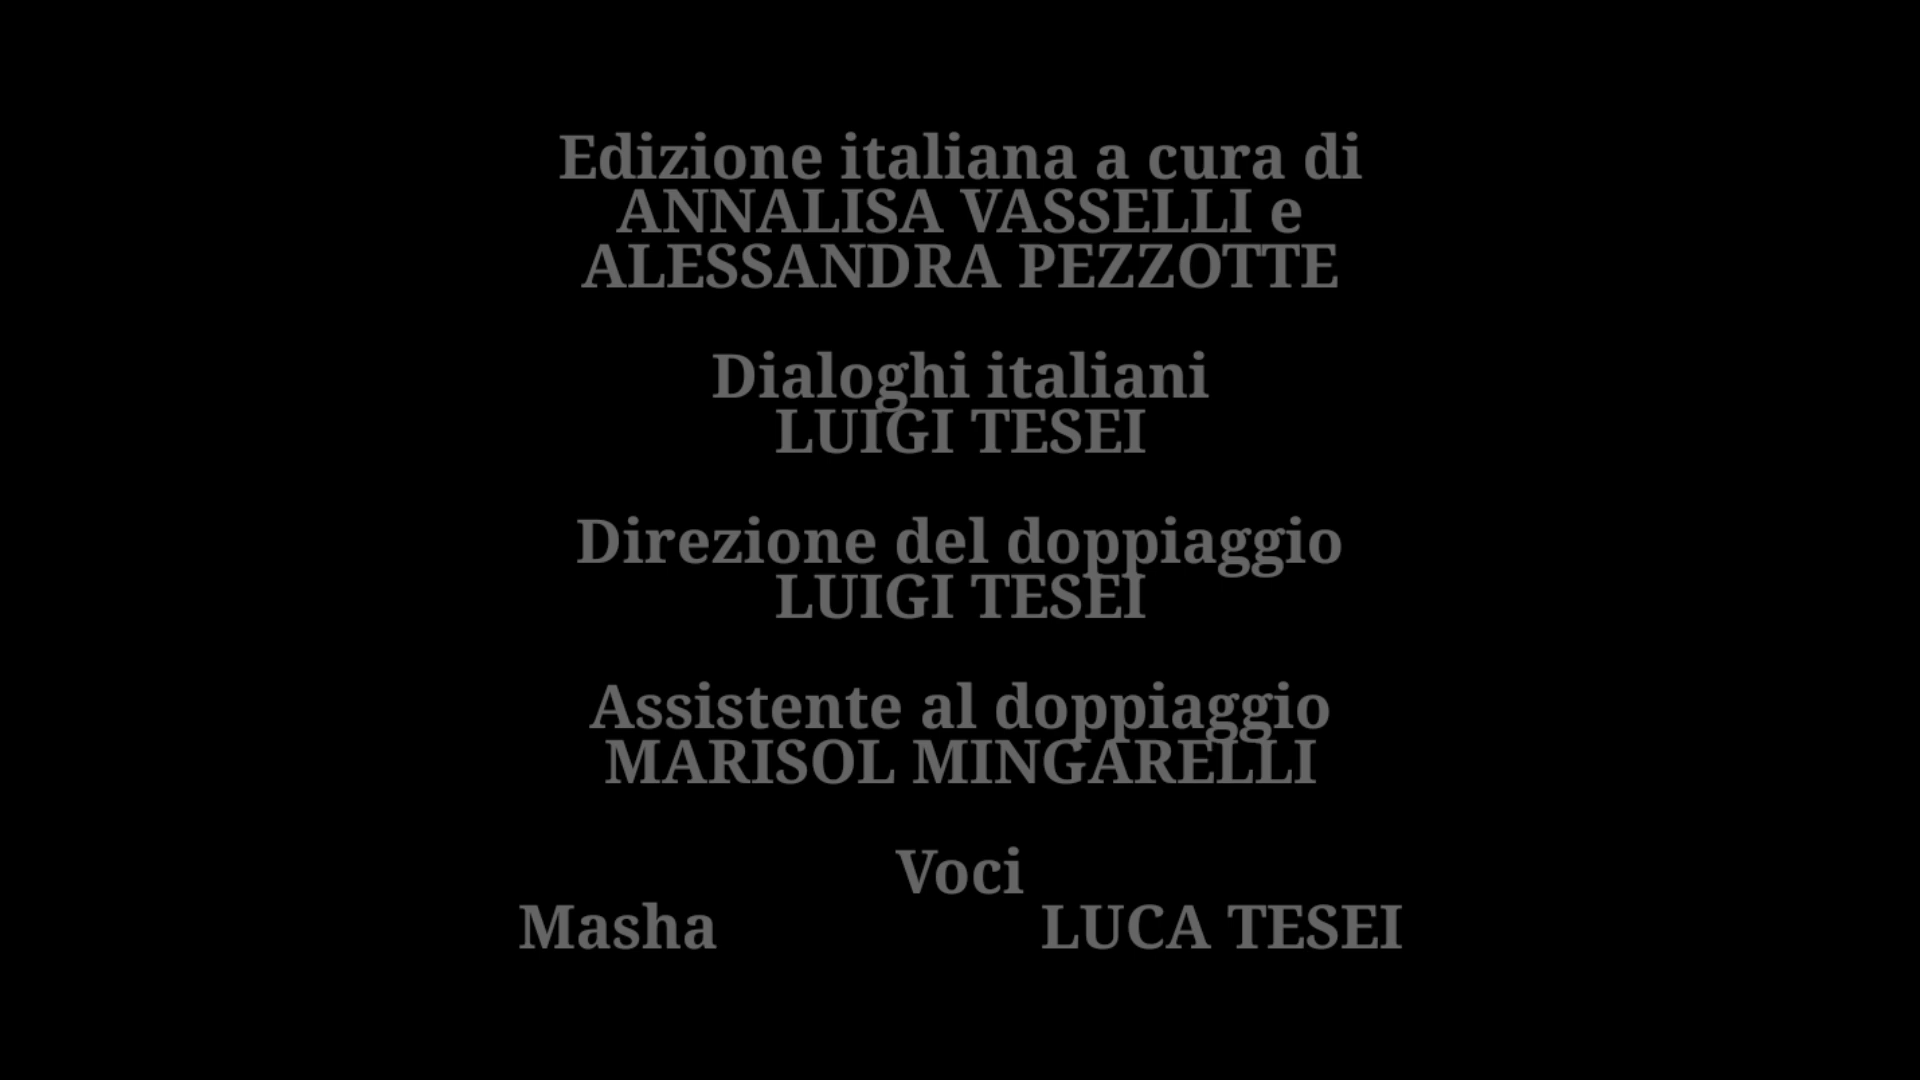 Edizione italiana a cura di
ANNALISA VASSELLI e
ALESSANDRA PEZZOTTE
Dialoghi italiani
LUIGI TESEI
Direzione del doppiaggio
LUIGI TESEI
Assistente al doppiaggio
MARISOL MINGARELLI
Voci
Masha LUCA TESEI